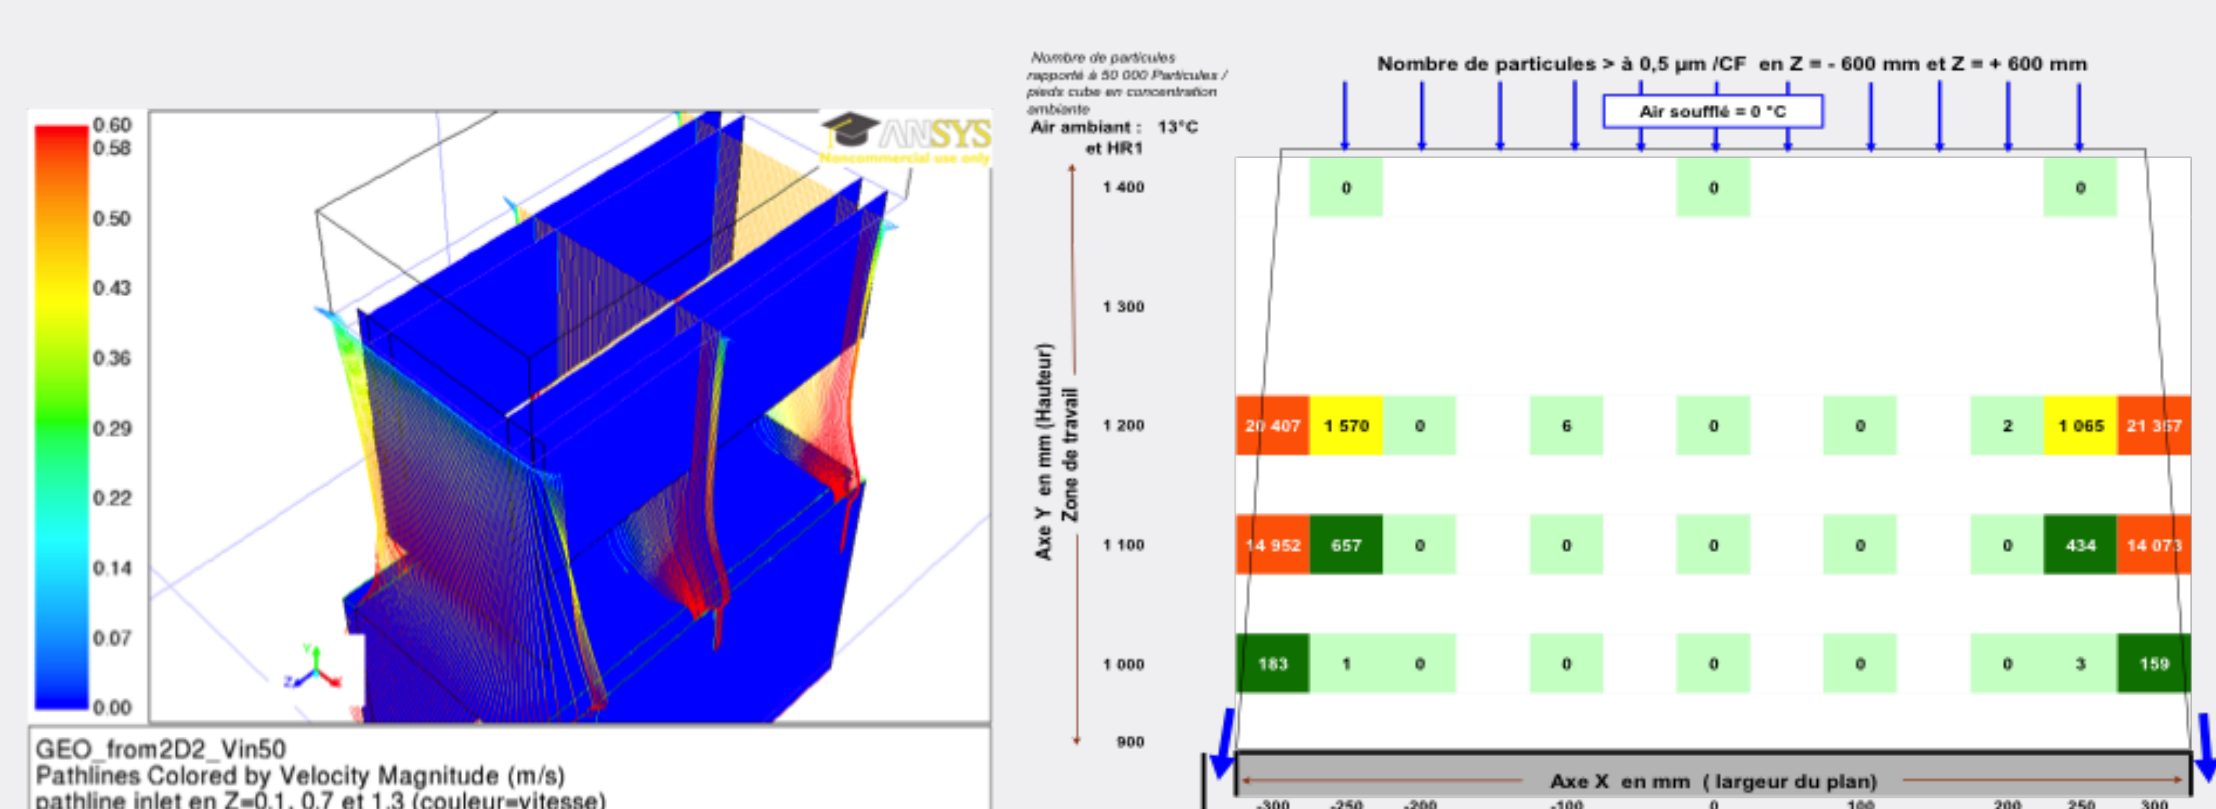 0.60
0.58
0.50
0.43
0.36
0.29
0.22
0.14
0.07
0.00
ANSYS
Noncommercial use only
Y
Z
X
GEO_from2D2_Vin50
Pathlines Colored by Velocity Magnitude (m/s)
pathline inlet en Z=0.1, 0.7 et 1.3 (couleur=vitesse)
Nombre de particules
rapporté à 50 000 Particules /
pieds cube en concentration
ambiante
Air ambiant : 13°C
et HR1
Nombre de particules > à 0,5 µm /CF en Z = - 600 mm et Z = + 600 mm
Air soufflé = 0 °C
Axe Y en mm (Hauteur)
Zone de travail
1 400 0 0 0
1 300
1 200 20 407 1 570 0 6 0 0 2 1 065 21 357
1 100 14 952 657 0 0 0 0 0 434 14 073
1 000 183 1 0 0 0 0 0 3 159
900
Axe X en mm ( largeur du plan)
-300 -250 -200 -100 0 100 200 250 300